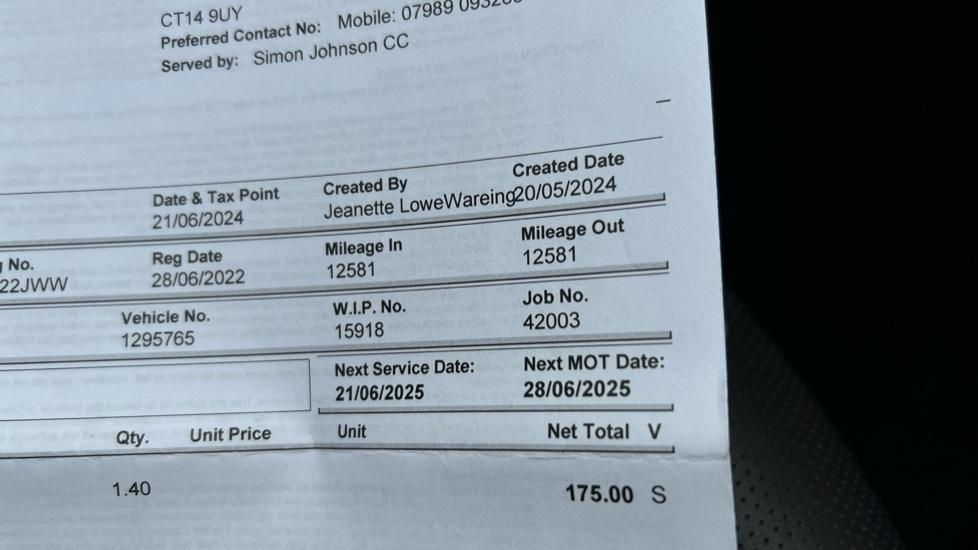 CT14 9UY
Preferred Contact No: Mobile: 07989
Served by: Simon Johnson CC
Date & Tax Point Created By Created Date
21/06/2024 Jeanette LoweWareing20/05/2024
No. Reg Date Mileage In Mileage Out
22JWW 28/06/2022 12581 12581
Vehicle No. W.I.P. No. Job No.
1295765 15918 42003
Next Service Date: Next MOT Date:
21/06/2025 28/06/2025
Qty. Unit Price Unit Net Total V
1.40 175.00 S